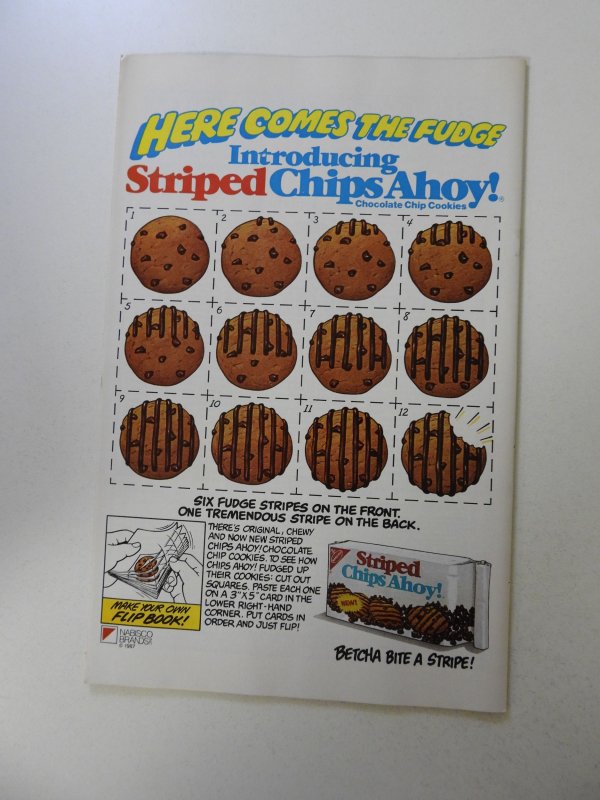 HERE COMES THE FUDGE
Introducing
Striped Chips Ahoy!®
Chocolate Chip Cookies
1 2 3 4
5 6 7 8
9 10 11 12
SIX FUDGE STRIPES ON THE FRONT.
ONE TREMENDOUS STRIPE ON THE BACK.
THERE'S ORIGINAL, CHEWY
AND NOW NEW STRIPED
CHIPS AHOY! CHOCOLATE
CHIP COOKIES. TO SEE HOW
CHIPS AHOY! FUDGED UP
THEIR COOKIES: CUT OUT
SQUARES. PASTE EACH ONE
ON A 3"X5" CARD IN THE
LOWER RIGHT-HAND
CORNER. PUT CARDS IN
ORDER AND JUST FLIP!
MAKE YOUR OWN
FLIP BOOK!
NABISCO
BRANDS
© 1987
Striped
Chips Ahoy!
NEW!
BETCHA BITE A STRIPE!